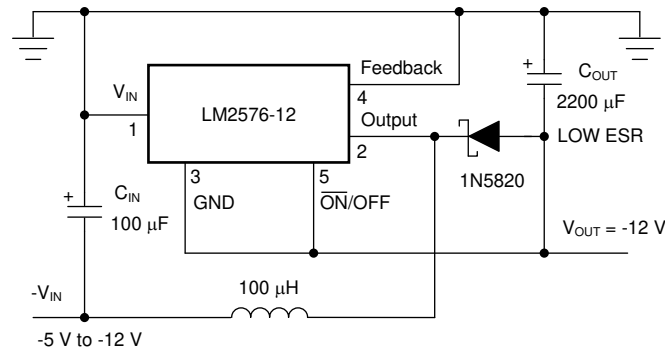 Feedback
+
C_OUT
V_IN
4
2200 μF
LM2576-12
Output
1
2
LOW ESR
+
3
5
1N5820
C_IN
GND
O̅N̅/OFF
100 μF
V_OUT = -12 V
100 μH
-V_IN
-5 V to -12 V